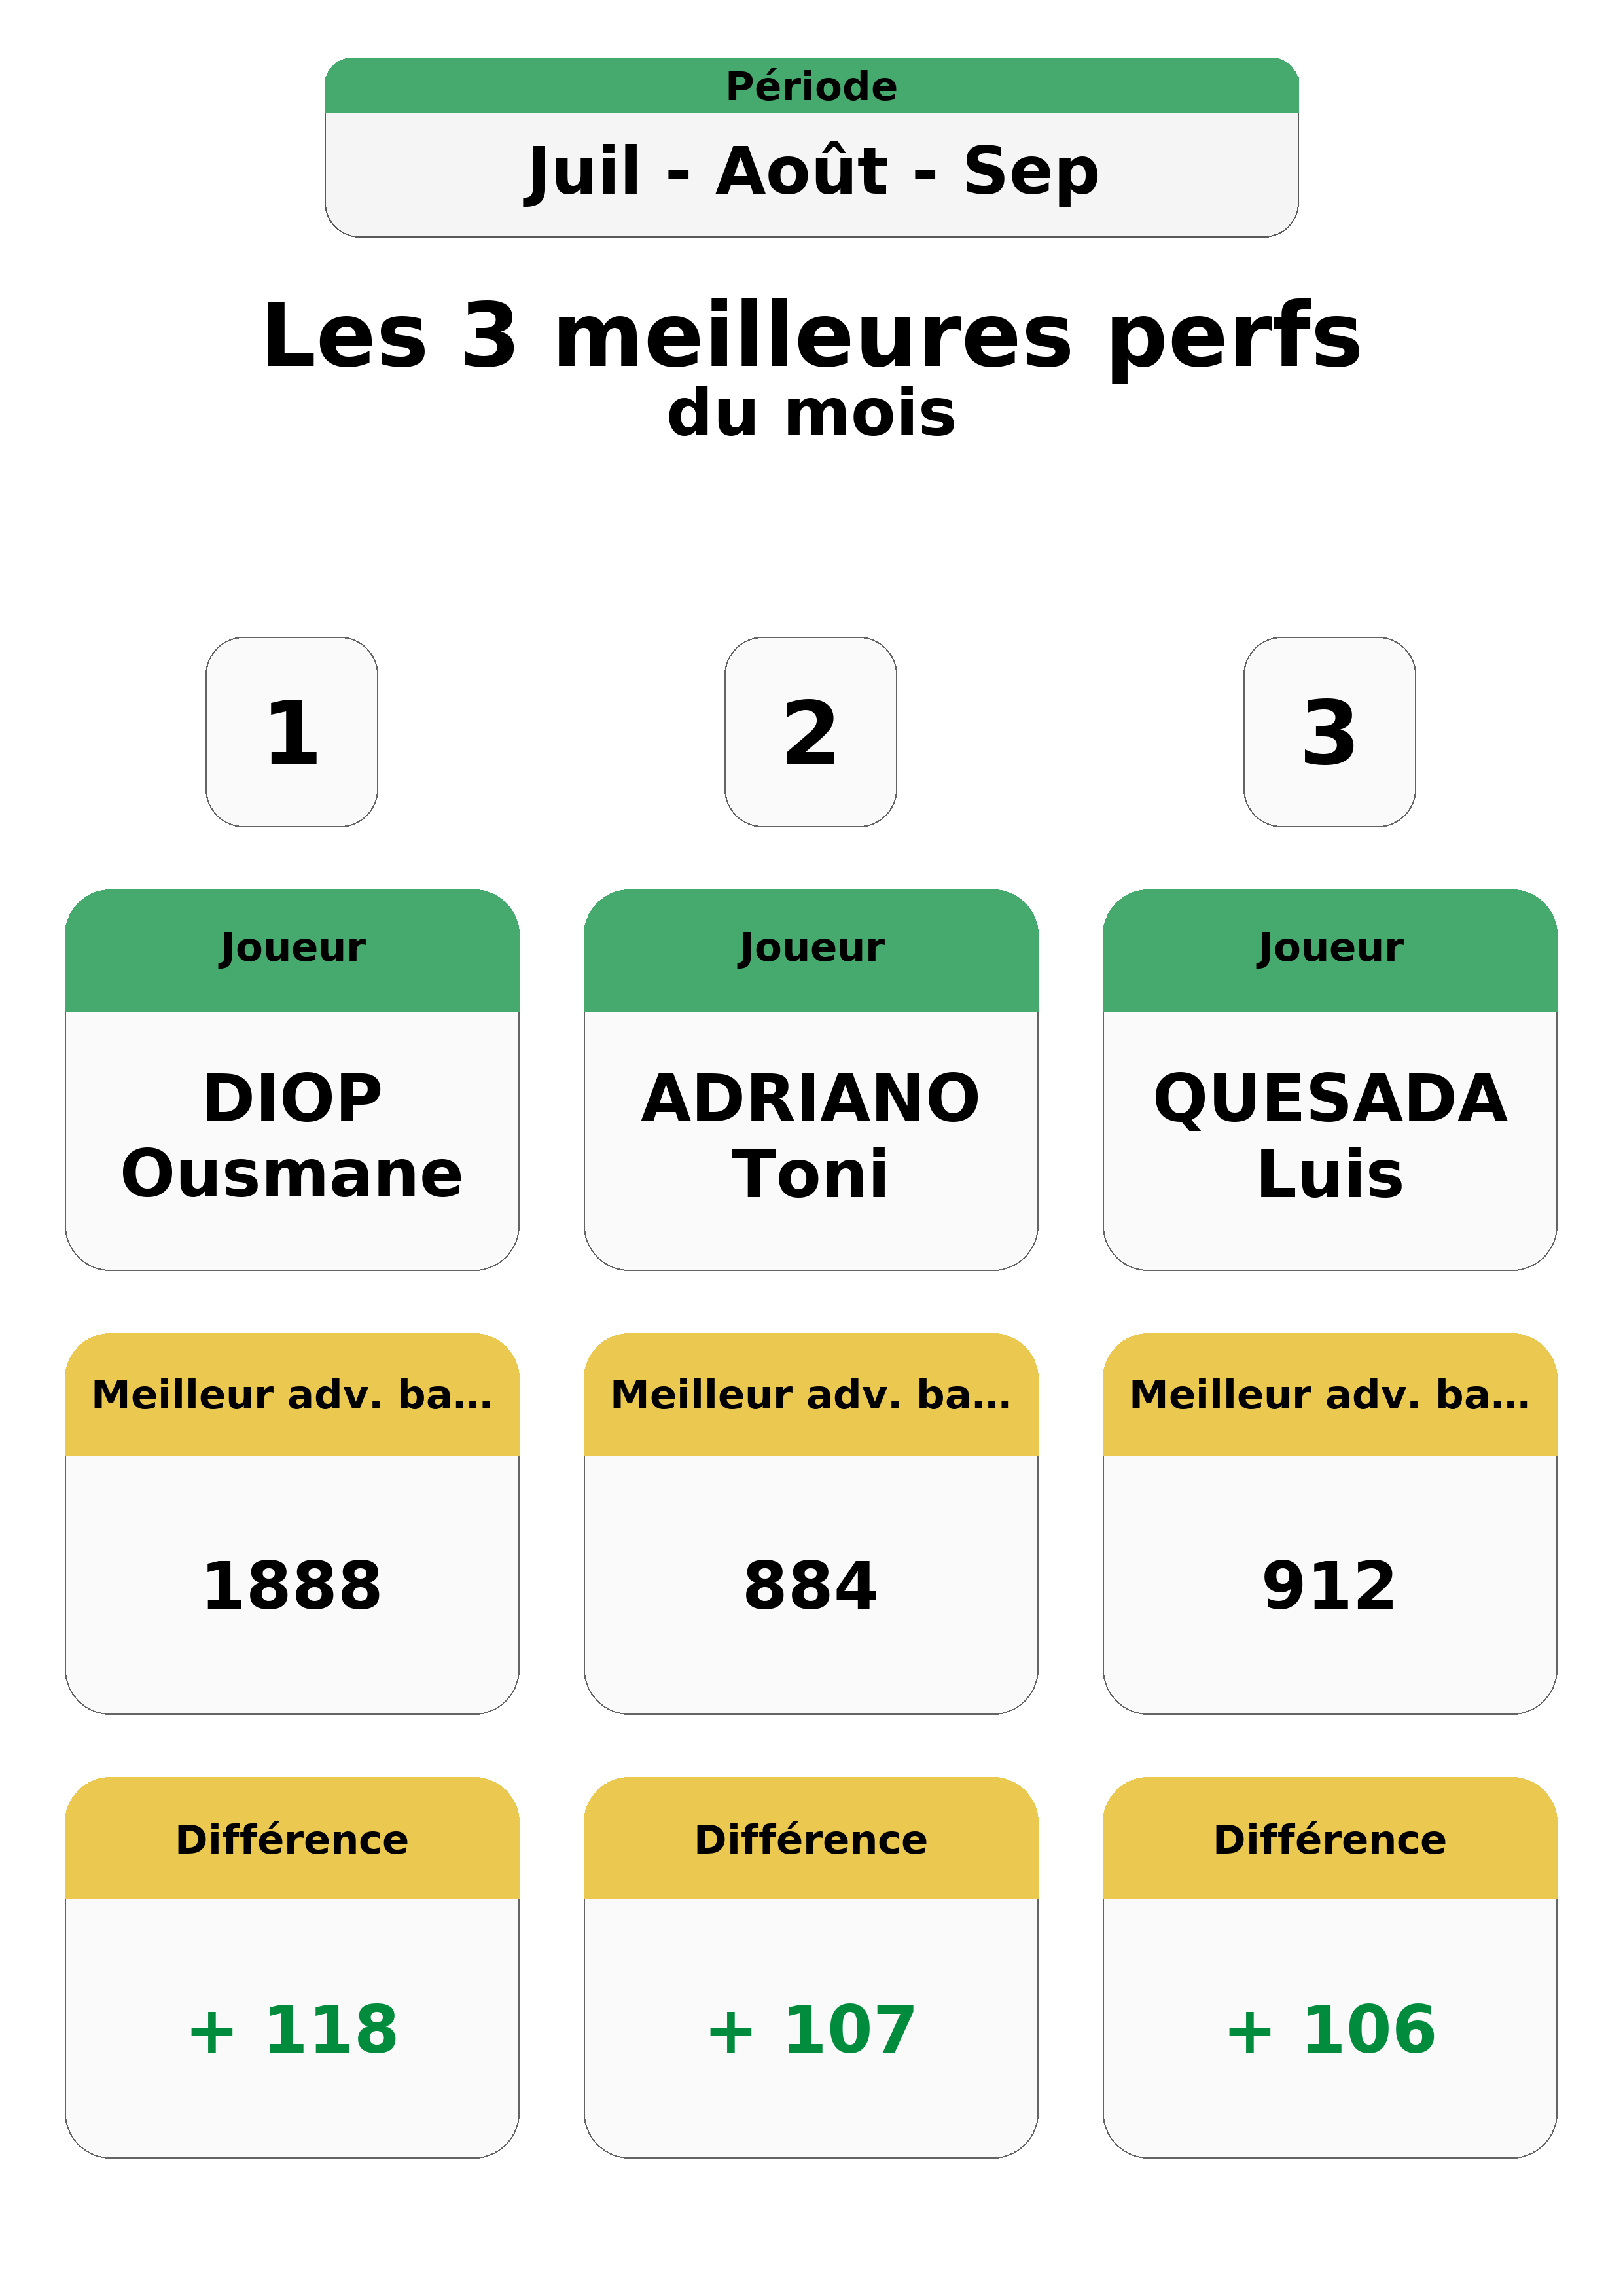 Période
Juil - Août - Sep
Les 3 meilleures perfs
du mois
1
2
3
Joueur
Joueur
Joueur
DIOP
Ousmane
ADRIANO
Toni
QUESADA
Luis
Meilleur adv. ba...
Meilleur adv. ba...
Meilleur adv. ba...
1888
884
912
Différence
Différence
Différence
+ 118
+ 107
+ 106